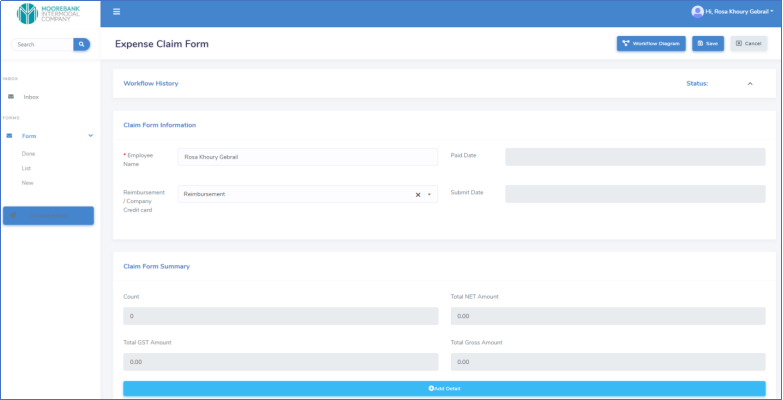 MOOREBANK
INTERMODAL
COMPANY
Hi, Rosa Khoury Gebrail
Search
Expense Claim Form
Workflow Diagram
Save
Cancel
INBOX
Inbox
FORMS
Form
Done
List
New
Workflow History
Status:
Claim Form Information
* Employee
Name
Rosa Khoury Gebrail
Paid Date
Reimbursement
/ Company
Credit card
Reimbursement
Submit Date
Claim Form Summary
Count
Total NET Amount
0
0.00
Total GST Amount
Total Gross Amount
0.00
0.00
Add Detail